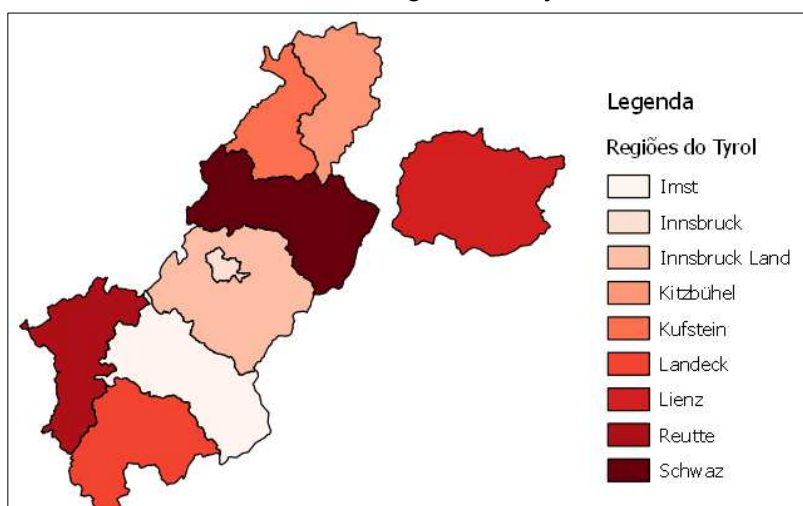 Legenda
Regiões do Tyrol
Imst
Innsbruck
Innsbruck Land
Kitzbühel
Kufstein
Landeck
Lienz
Reutte
Schwaz